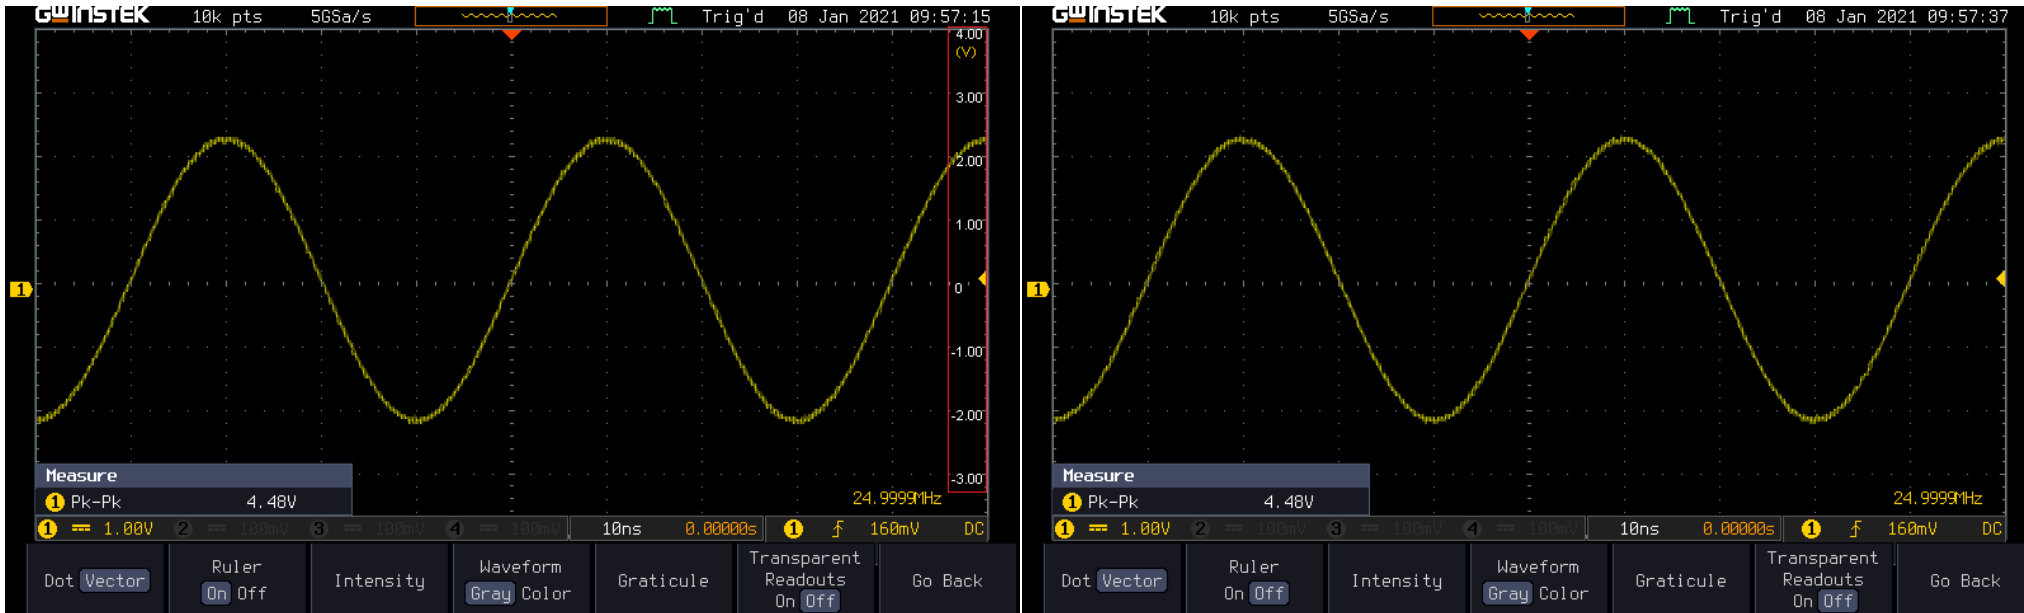 GWINSTEK 10k pts 5GSa/s Trig'd 08 Jan 2021 09:57:15
4.00
(V)
3.00
2.00
1.00
1
0
-1.00
-2.00
-3.00
Measure
1 Pk-Pk 4.48V
24.9999MHz
1 1.00V 2 100mV 3 100mV 4 100mV 10ns 0.00000s 1 160mV DC
Dot Vector
Ruler
On Off
Intensity
Waveform
Gray Color
Graticule
Transparent
Readouts
On Off
Go Back
GWINSTEK 10k pts 5GSa/s Trig'd 08 Jan 2021 09:57:37
1
Measure
1 Pk-Pk 4.48V
24.9999MHz
1 1.00V 2 100mV 3 100mV 4 100mV 10ns 0.00000s 1 160mV DC
Dot Vector
Ruler
On Off
Intensity
Waveform
Gray Color
Graticule
Transparent
Readouts
On Off
Go Back